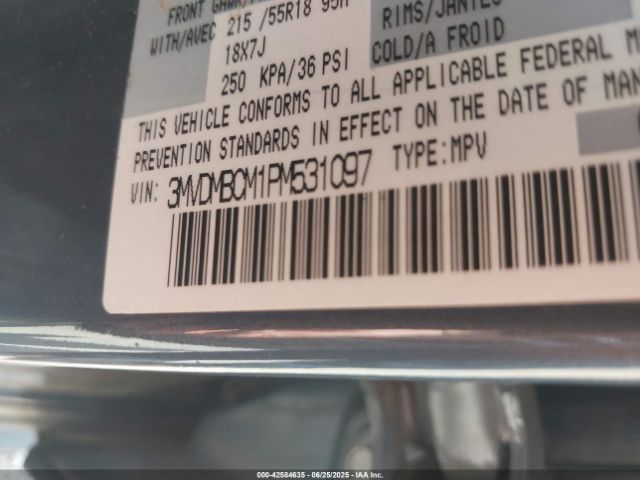 FRONT
WITH/AVEC 215 /55R18 95H RIMS/JANTES
18X7J
250 KPA/36 PSI COLD/A FROID
THIS VEHICLE CONFORMS TO ALL APPLICABLE FEDERAL M
PREVENTION STANDARDS IN EFFECT ON THE DATE OF MAN
VIN: 3MVDMBCM1PM531097 TYPE:MPV
000-42584635 - 06/25/2025 - IAA Inc.